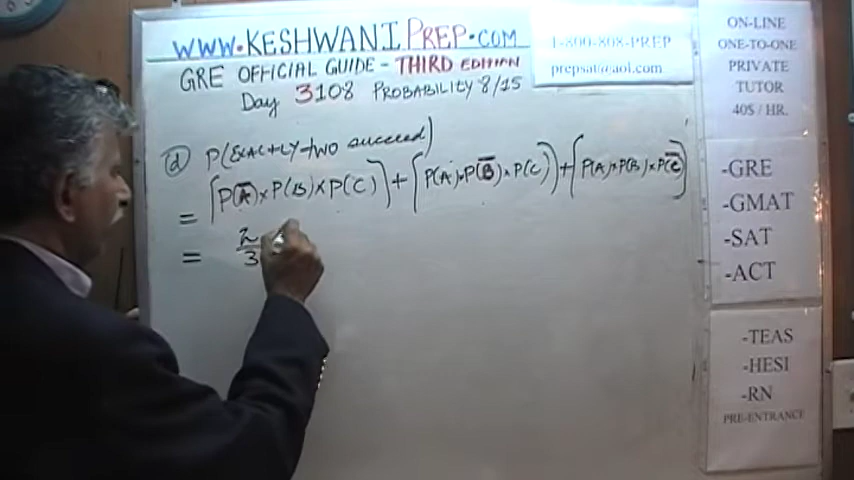 WWW.KESHWANIPREP.COM
GRE OFFICIAL GUIDE - THIRD EDITION
Day 3108 PROBABILITY 8/15
1-800-808-PREP
prepsat@aol.com
(d) P(EXACTLY TWO succeed)
= [P(A̅) × P(B) × P(C)] + [P(A) × P(B̅) × P(C)] + [P(A) × P(B) × P(C̅)]
= 2/3
ON-LINE
ONE-TO-ONE
PRIVATE
TUTOR
40$ / HR.
-GRE
-GMAT
-SAT
-ACT
-TEAS
-HESI
-RN
PRE-ENTRANCE